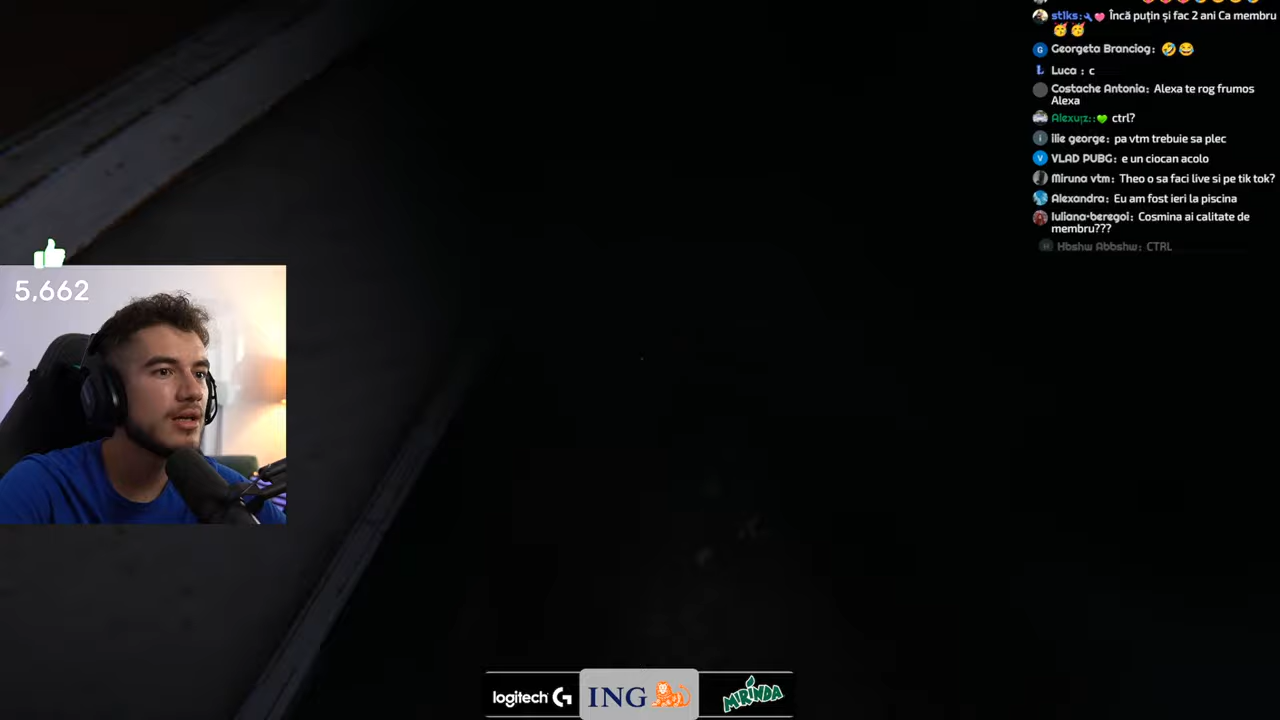 stiks: Încă puțin și fac 2 ani Ca membru
🥳 🥳
Georgeta Branciog: 🤣 😂
Luca : c
Costache Antonia: Alexa te rog frumos
Alexa
Alexuțz:: 💚 ctrl?
ilie george: pa vtm trebuie sa plec
VLAD PUBG: e un ciocan acolo
Miruna vtm: Theo o sa faci live si pe tik tok?
Alexandra: Eu am fost ieri la piscina
Iuliana-beregoi: Cosmina ai calitate de
membru???
Hbshw Abbshw: CTRL
5,662
logitech G
ING
MIRINDA